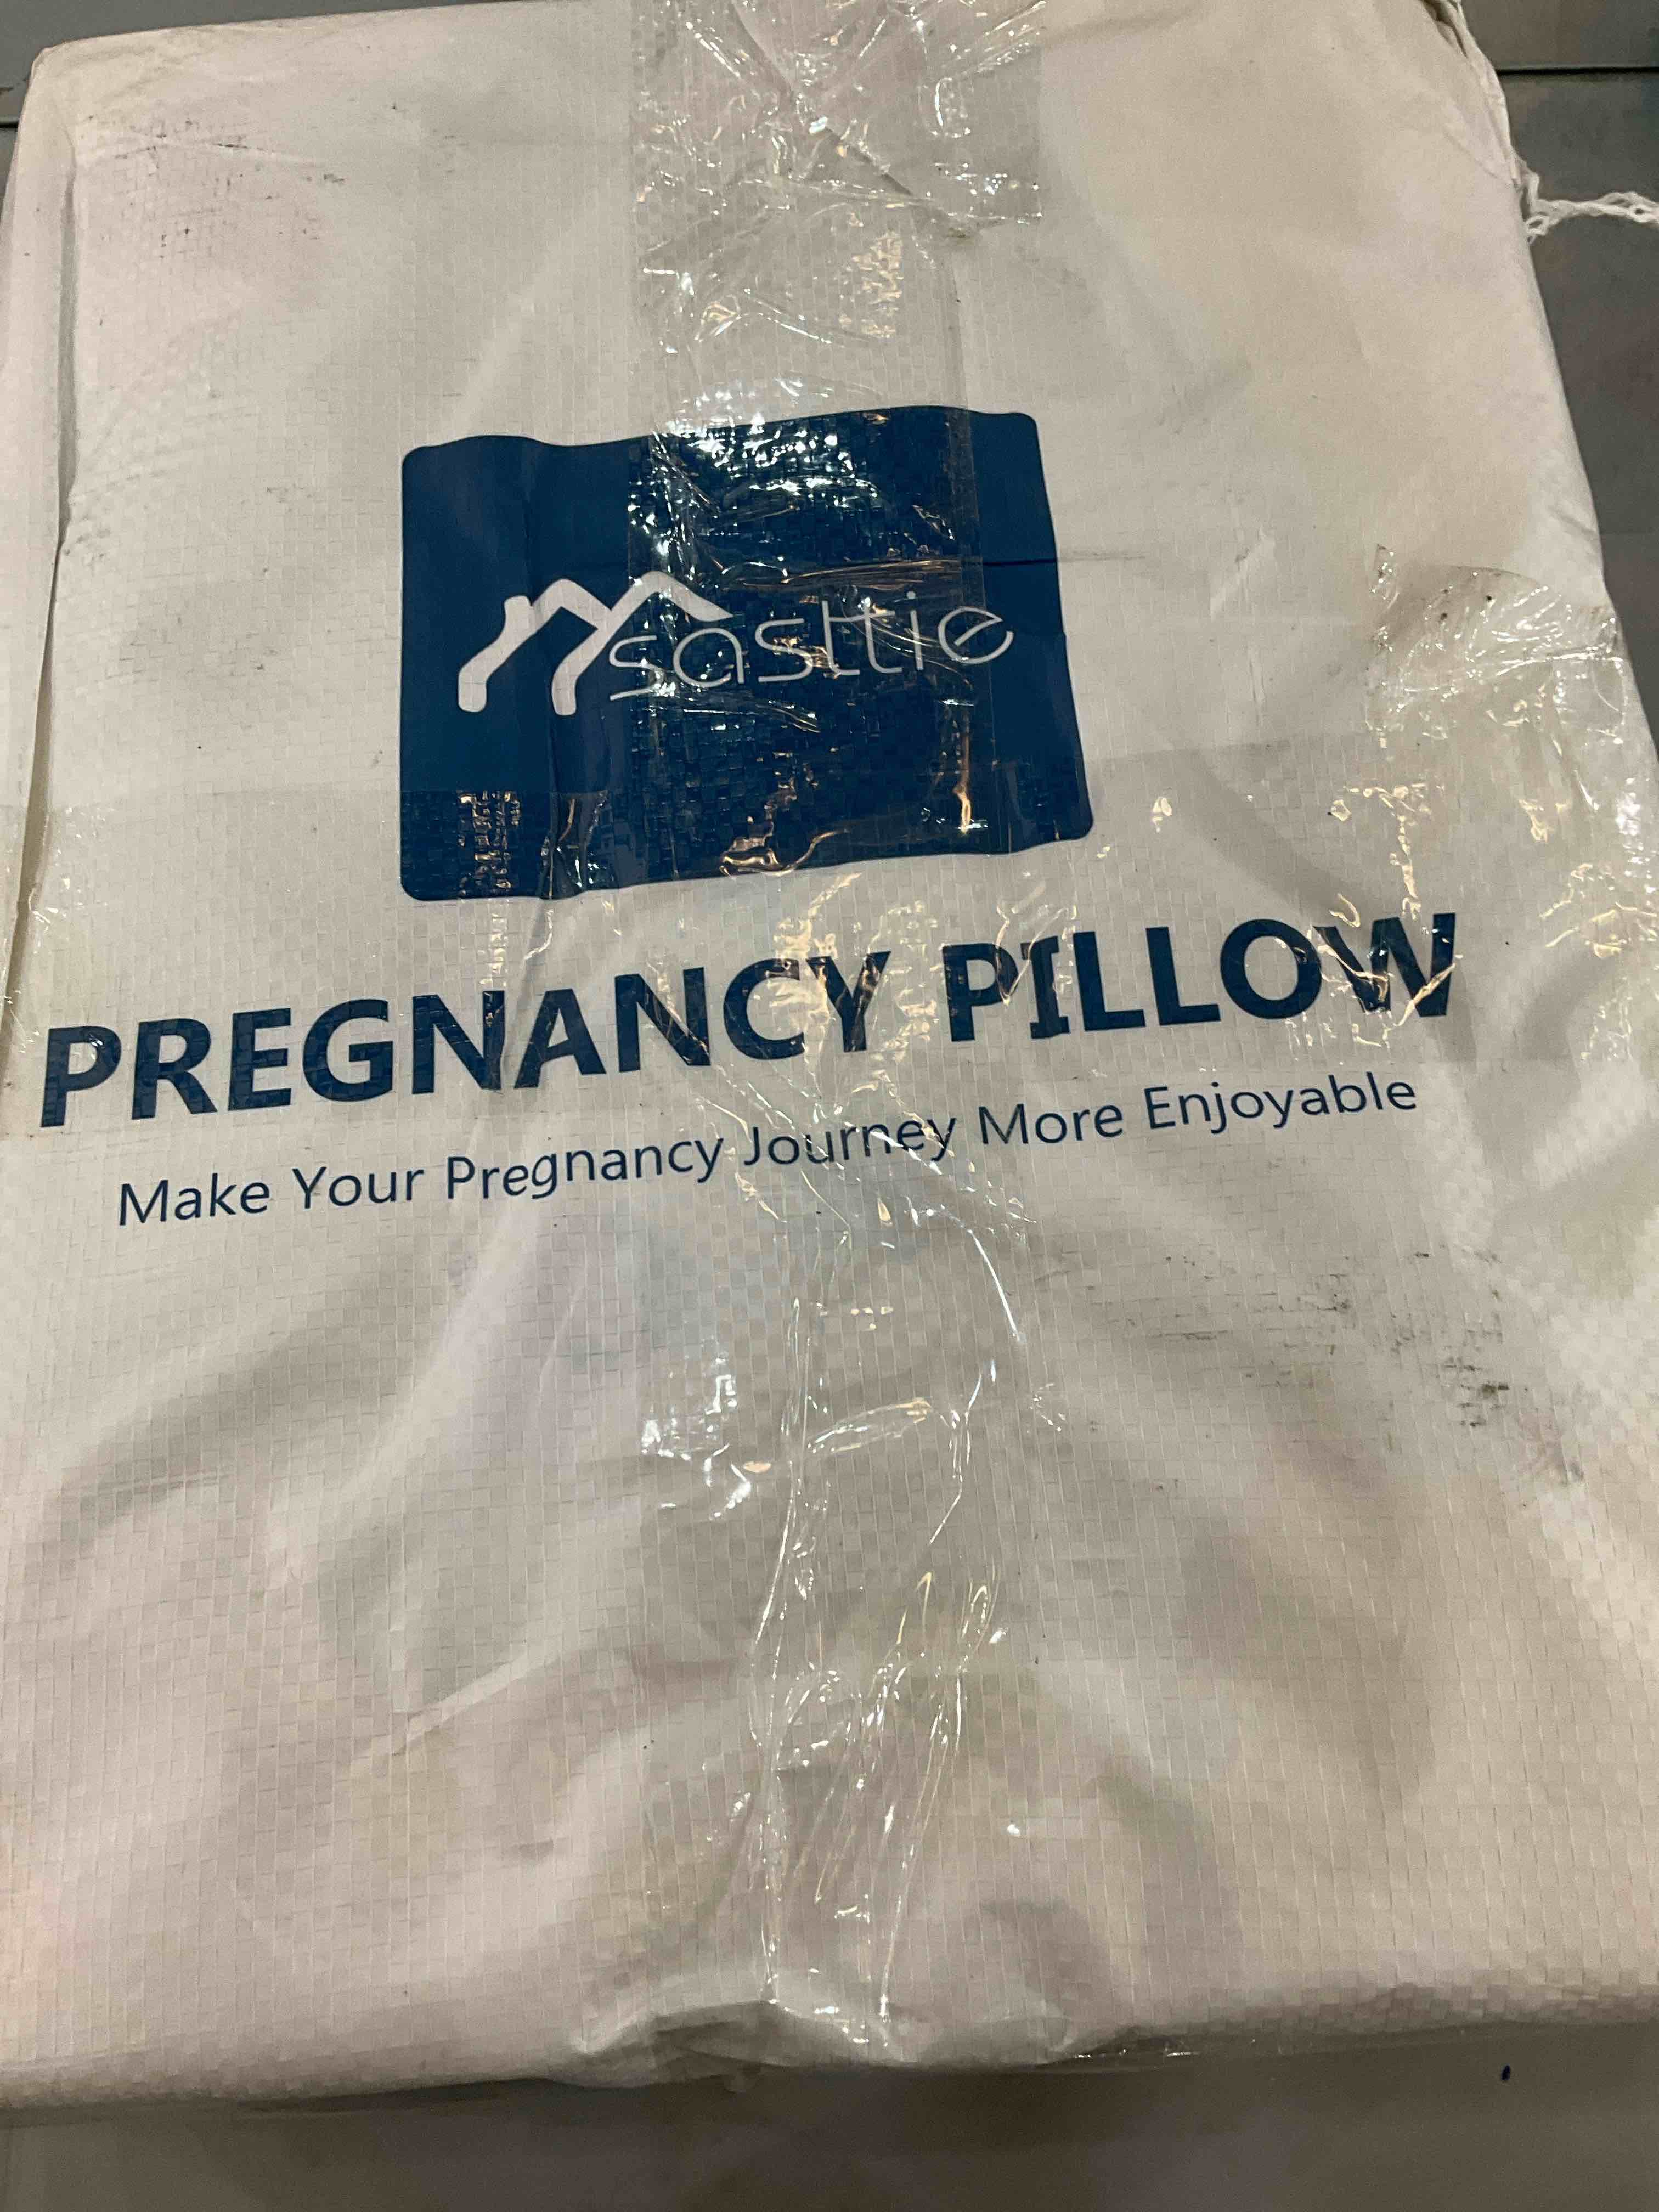 sasttie
PREGNANCY PILLOW
Make Your Pregnancy Journey More Enjoyable